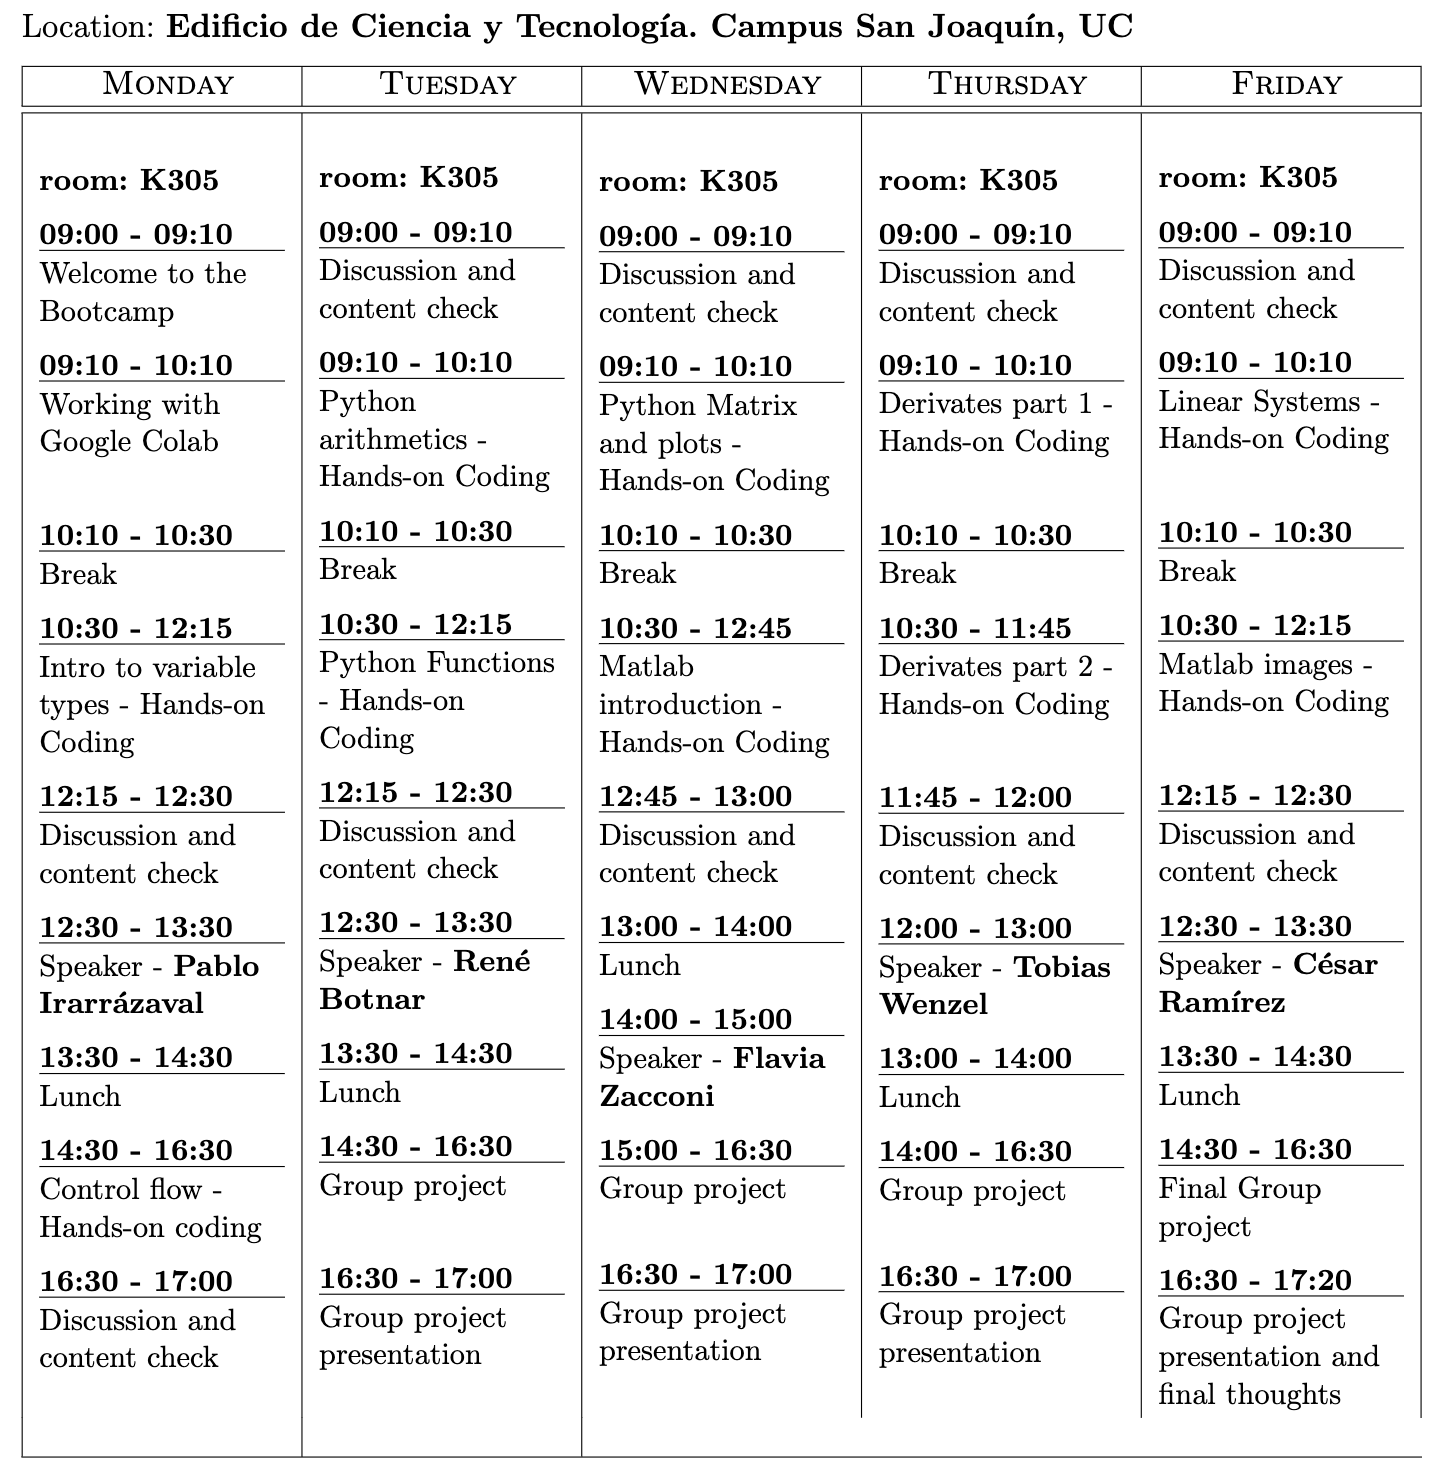 Location: Edificio de Ciencia y Tecnología. Campus San Joaquín, UC
Monday
Tuesday
Wednesday
Thursday
Friday
room: K305
09:00 - 09:10
Welcome to the
Bootcamp
09:10 - 10:10
Working with
Google Colab
10:10 - 10:30
Break
10:30 - 12:15
Intro to variable
types - Hands-on
Coding
12:15 - 12:30
Discussion and
content check
12:30 - 13:30
Speaker - Pablo
Irarrázaval
13:30 - 14:30
Lunch
14:30 - 16:30
Control flow -
Hands-on coding
16:30 - 17:00
Discussion and
content check
room: K305
09:00 - 09:10
Discussion and
content check
09:10 - 10:10
Python
arithmetics -
Hands-on Coding
10:10 - 10:30
Break
10:30 - 12:15
Python Functions
- Hands-on
Coding
12:15 - 12:30
Discussion and
content check
12:30 - 13:30
Speaker - René
Botnar
13:30 - 14:30
Lunch
14:30 - 16:30
Group project
16:30 - 17:00
Group project
presentation
room: K305
09:00 - 09:10
Discussion and
content check
09:10 - 10:10
Python Matrix
and plots -
Hands-on Coding
10:10 - 10:30
Break
10:30 - 12:45
Matlab
introduction -
Hands-on Coding
12:45 - 13:00
Discussion and
content check
13:00 - 14:00
Lunch
14:00 - 15:00
Speaker - Flavia
Zacconi
15:00 - 16:30
Group project
16:30 - 17:00
Group project
presentation
room: K305
09:00 - 09:10
Discussion and
content check
09:10 - 10:10
Derivates part 1 -
Hands-on Coding
10:10 - 10:30
Break
10:30 - 11:45
Derivates part 2 -
Hands-on Coding
11:45 - 12:00
Discussion and
content check
12:00 - 13:00
Speaker - Tobias
Wenzel
13:00 - 14:00
Lunch
14:00 - 16:30
Group project
16:30 - 17:00
Group project
presentation
room: K305
09:00 - 09:10
Discussion and
content check
09:10 - 10:10
Linear Systems -
Hands-on Coding
10:10 - 10:30
Break
10:30 - 12:15
Matlab images -
Hands-on Coding
12:15 - 12:30
Discussion and
content check
12:30 - 13:30
Speaker - César
Ramírez
13:30 - 14:30
Lunch
14:30 - 16:30
Final Group
project
16:30 - 17:20
Group project
presentation and
final thoughts